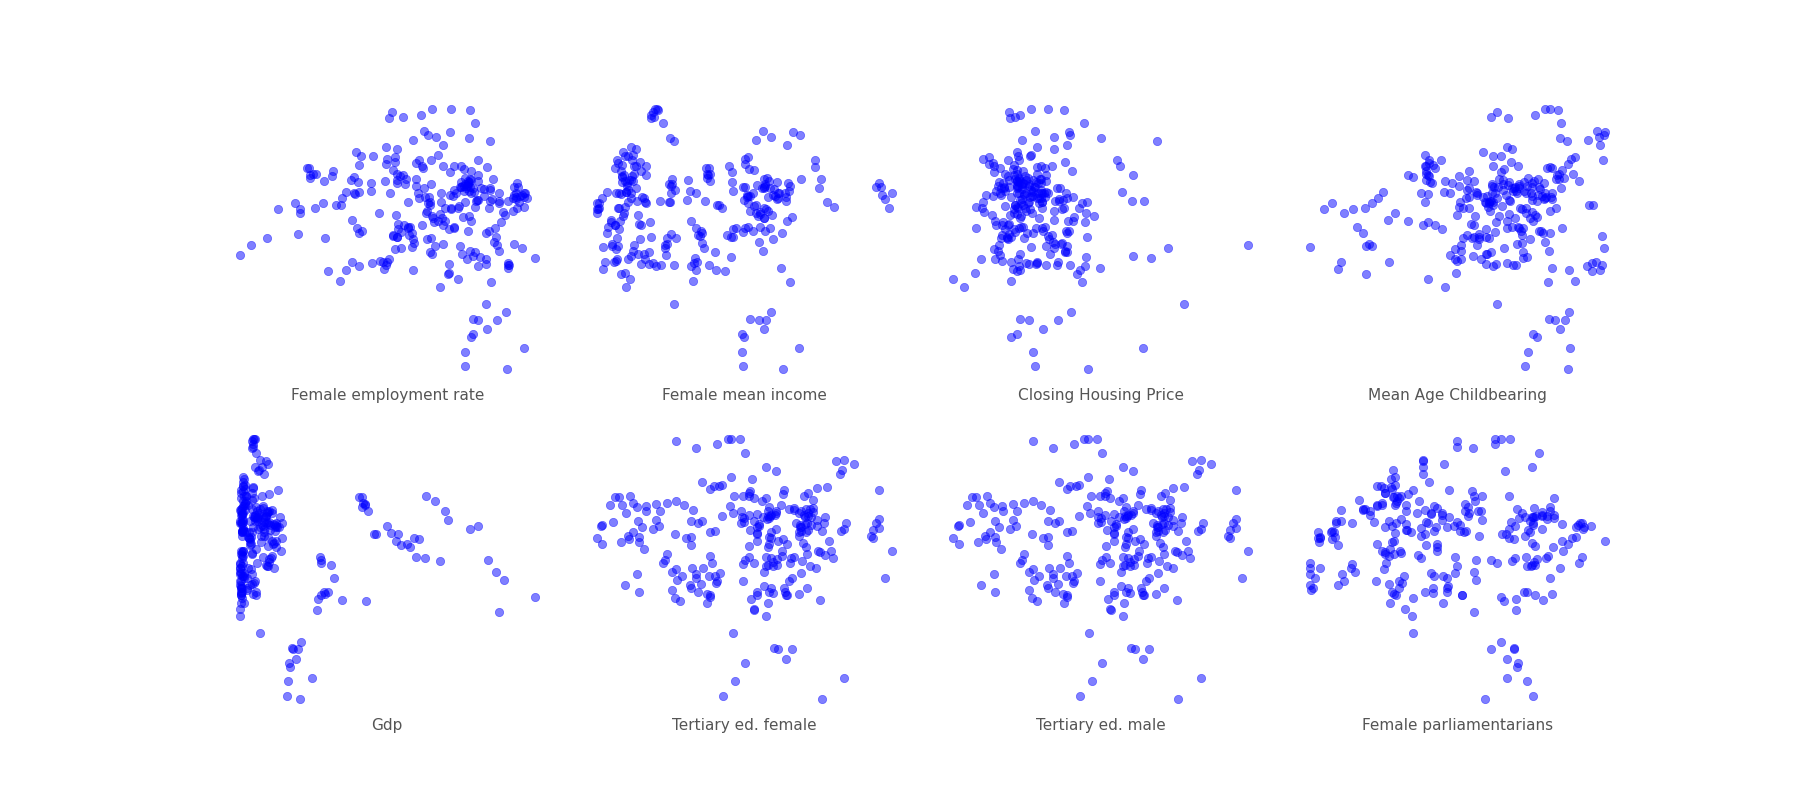 Female employment rate
Female mean income
Closing Housing Price
Mean Age Childbearing
Gdp
Tertiary ed. female
Tertiary ed. male
Female parliamentarians